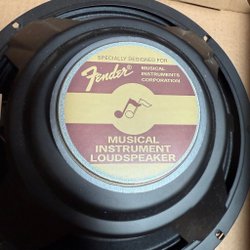 SPECIALLY DESIGNED FOR
Fender
MUSICAL
INSTRUMENTS
CORPORATION
MUSICAL
INSTRUMENT
LOUDSPEAKER